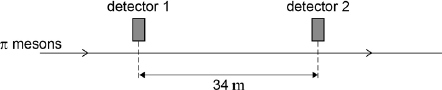 detector 1 detector 2
π mesons
34 m